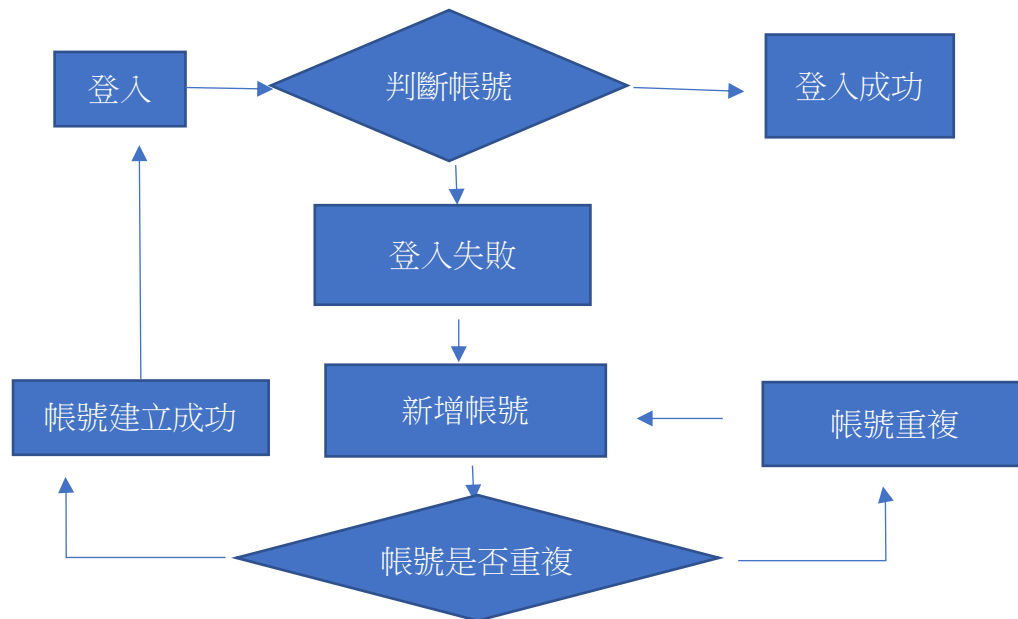 登入
判斷帳號
登入成功
登入失敗
新增帳號
帳號建立成功
帳號重複
帳號是否重複